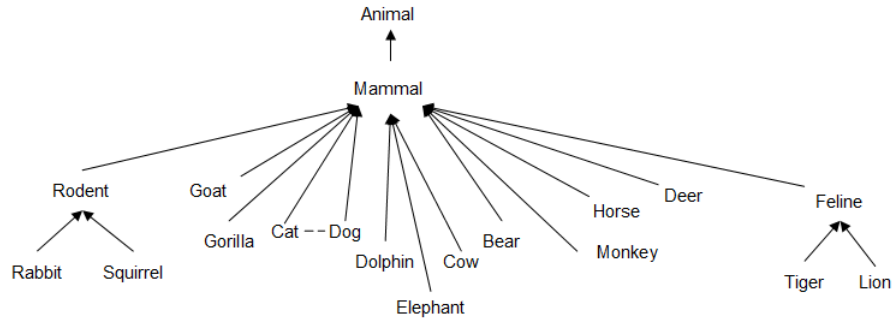 Animal
Mammal
Rodent
Goat
Deer
Feline
Horse
Gorilla
Cat -- Dog
Bear
Monkey
Dolphin
Cow
Rabbit
Squirrel
Tiger
Lion
Elephant